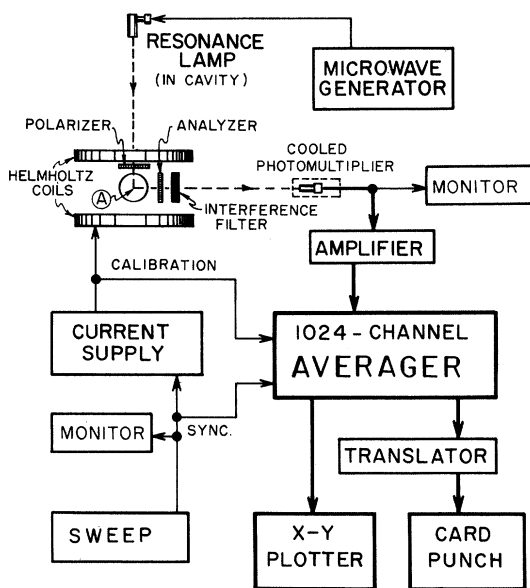 RESONANCE
LAMP
(IN CAVITY)
MICROWAVE
GENERATOR
POLARIZER
ANALYZER
HELMHOLTZ
COILS
A
COOLED
PHOTOMULTIPLIER
INTERFERENCE
FILTER
MONITOR
AMPLIFIER
CALIBRATION
CURRENT
SUPPLY
1024-CHANNEL
AVERAGER
MONITOR
SYNC.
TRANSLATOR
SWEEP
X-Y
PLOTTER
CARD
PUNCH